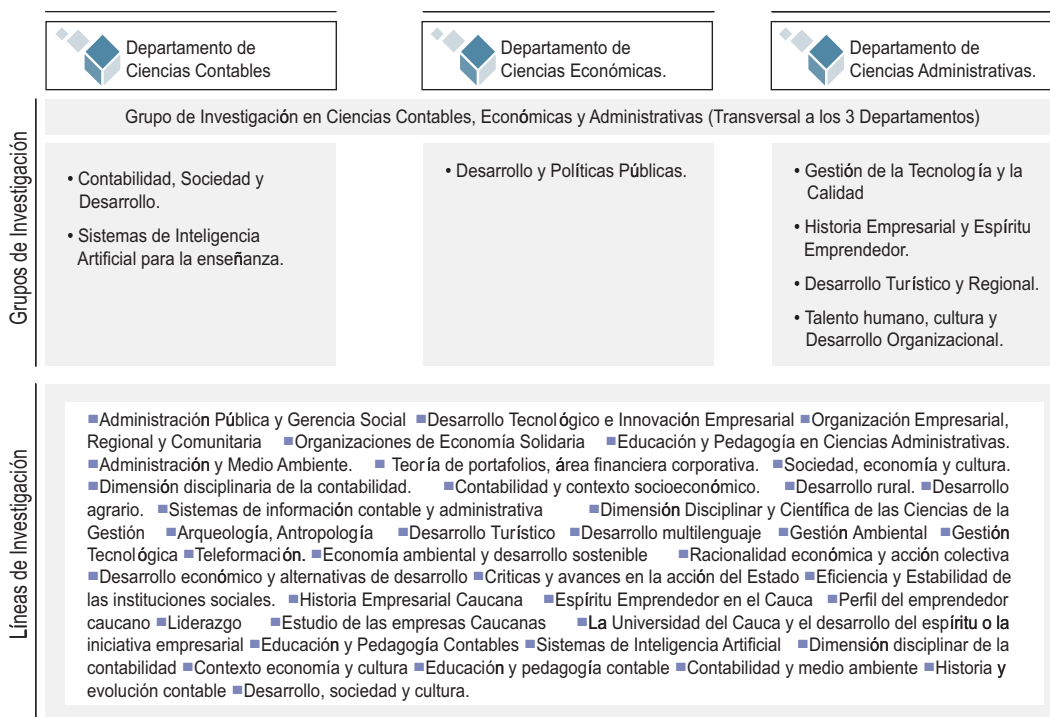 Departamento de
Ciencias Contables
Departamento de
Ciencias Económicas.
Departamento de
Ciencias Administrativas.
Grupos de Investigación
Grupo de Investigación en Ciencias Contables, Económicas y Administrativas (Transversal a los 3 Departamentos)
• Contabilidad, Sociedad y
Desarrollo.
• Sistemas de Inteligencia
Artificial para la enseñanza.
• Desarrollo y Políticas Públicas.
• Gestión de la Tecnología y la
Calidad
• Historia Empresarial y Espíritu
Emprendedor.
• Desarrollo Turístico y Regional.
• Talento humano, cultura y
Desarrollo Organizacional.
Líneas de Investigación
■Administración Pública y Gerencia Social ■Desarrollo Tecnológico e Innovación Empresarial ■Organización Empresarial,
Regional y Comunitaria ■Organizaciones de Economía Solidaria ■Educación y Pedagogía en Ciencias Administrativas.
■Administración y Medio Ambiente. ■ Teoría de portafolios, área financiera corporativa. ■Sociedad, economía y cultura.
■Dimensión disciplinaria de la contabilidad. ■Contabilidad y contexto socioeconómico. ■Desarrollo rural. ■Desarrollo
agrario. ■Sistemas de información contable y administrativa ■Dimensión Disciplinar y Científica de las Ciencias de la
Gestión ■Arqueología, Antropología ■Desarrollo Turístico ■Desarrollo multilenguaje ■Gestión Ambiental ■Gestión
Tecnológica ■Teleformación. ■Economía ambiental y desarrollo sostenible ■Racionalidad económica y acción colectiva
■Desarrollo económico y alternativas de desarrollo ■Criticas y avances en la acción del Estado ■Eficiencia y Estabilidad de
las instituciones sociales. ■Historia Empresarial Caucana ■Espíritu Emprendedor en el Cauca ■Perfil del emprendedor
caucano ■Liderazgo ■Estudio de las empresas Caucanas ■La Universidad del Cauca y el desarrollo del espíritu o la
iniciativa empresarial ■Educación y Pedagogía Contables ■Sistemas de Inteligencia Artificial ■Dimensión disciplinar de la
contabilidad ■Contexto economía y cultura ■Educación y pedagogía contable ■Contabilidad y medio ambiente ■Historia y
evolución contable ■Desarrollo, sociedad y cultura.